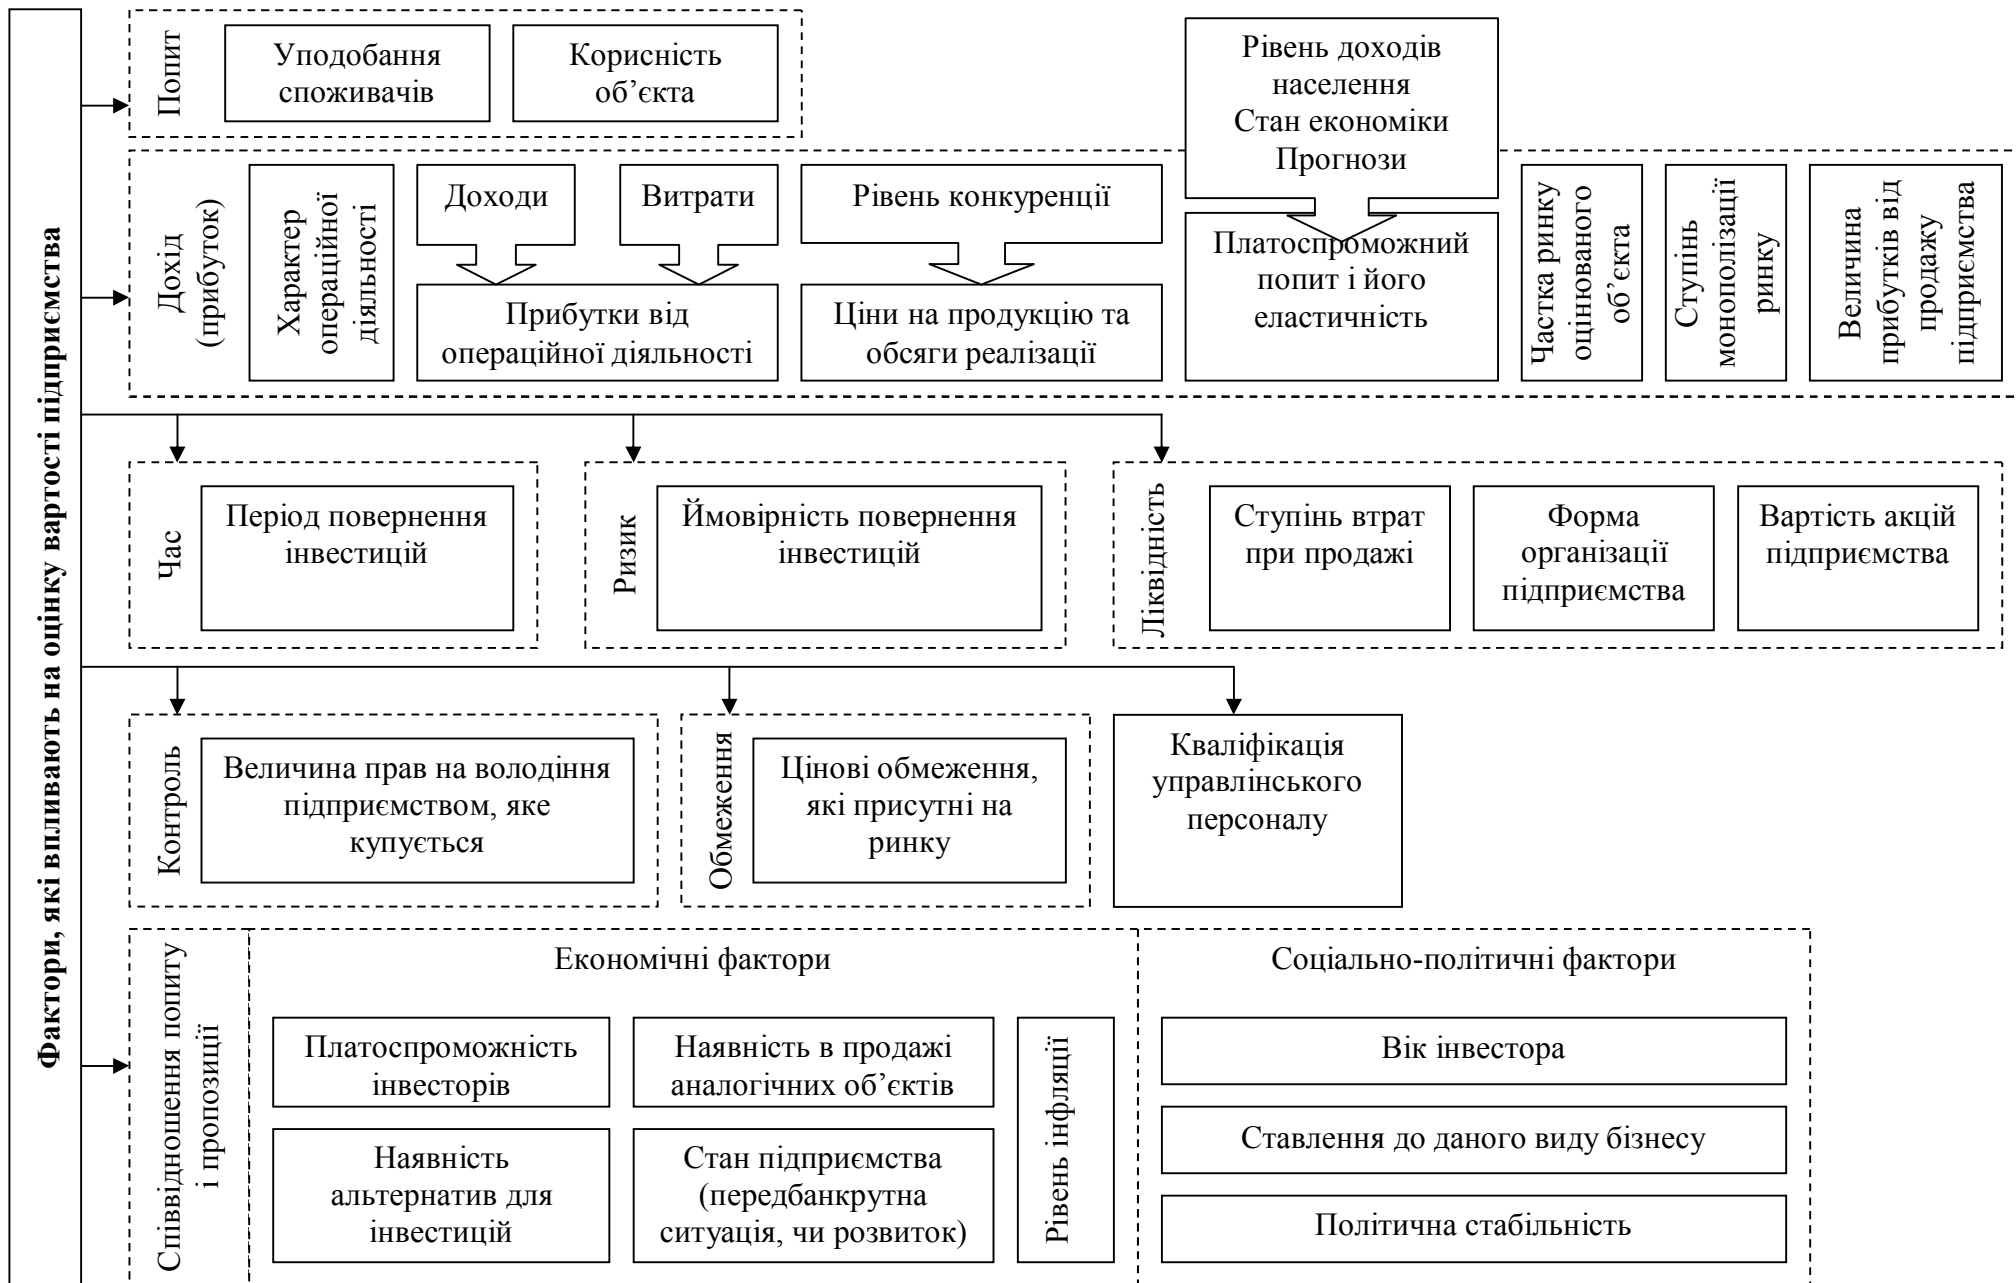 Фактори, які впливають на оцінку вартості підприємства
Попит
Уподобання
споживачів
Корисність
об’єкта
Рівень доходів
населення
Стан економіки
Прогнози
Дохід
(прибуток)
Характер
операційної
діяльності
Доходи
Витрати
Прибутки від
операційної діяльності
Рівень конкуренції
Ціни на продукцію та
обсяги реалізації
Платоспроможний
попит і його
еластичність
Частка ринку
оцінюваного
об’єкта
Ступінь
монополізації
ринку
Величина
прибутків від
продажу
підприємства
Час
Період повернення
інвестицій
Ризик
Ймовірність повернення
інвестицій
Ліквідність
Ступінь втрат
при продажі
Форма
організації
підприємства
Вартість акцій
підприємства
Контроль
Величина прав на володіння
підприємством, яке
купується
Обмеження
Цінові обмеження,
які присутні на
ринку
Кваліфікація
управлінського
персоналу
Співвідношення попиту
і пропозиції
Економічні фактори
Платоспроможність
інвесторів
Наявність в продажі
аналогічних об’єктів
Наявність
альтернатив для
інвестицій
Стан підприємства
(передбанкрутна
ситуація, чи розвиток)
Рівень інфляції
Соціально-політичні фактори
Вік інвестора
Ставлення до даного виду бізнесу
Політична стабільність